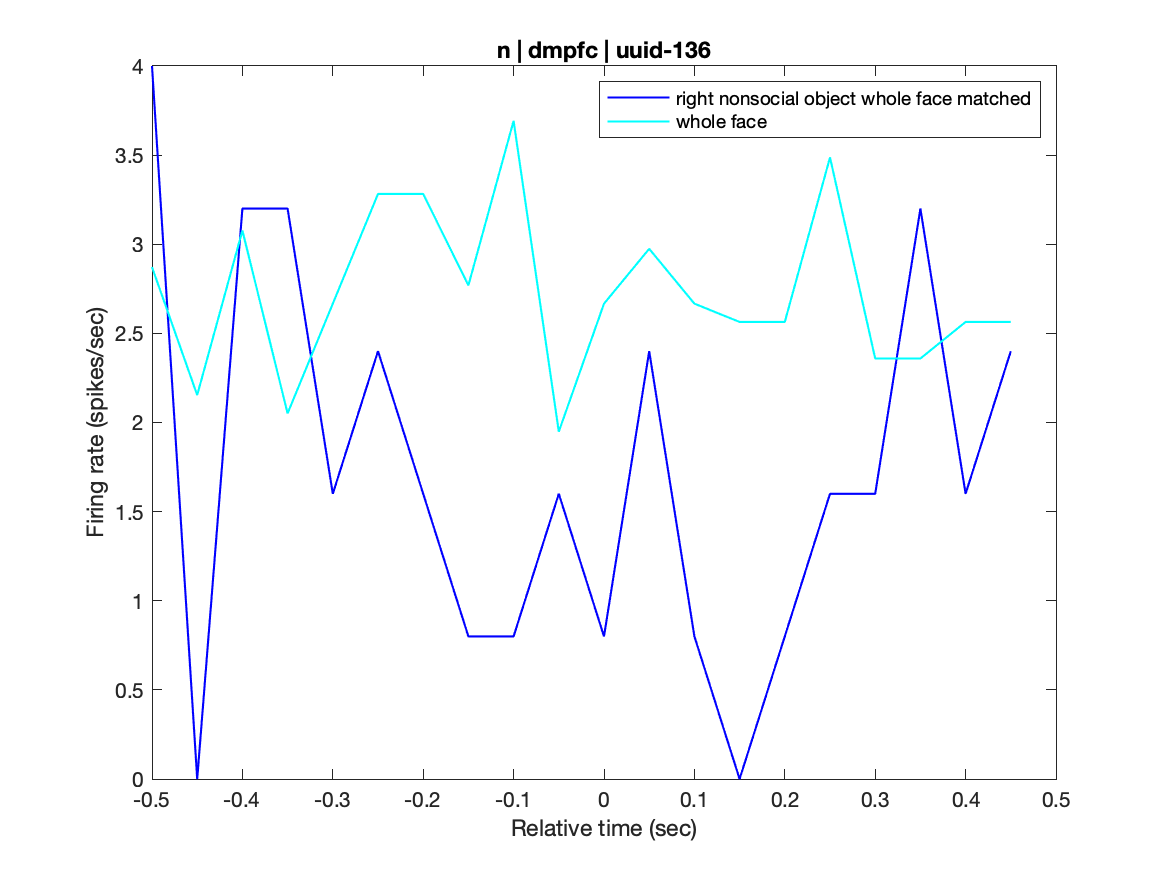 n | dmpfc | uuid-136
right nonsocial object whole face matched
whole face
Firing rate (spikes/sec)
4
3.5
3
2.5
2
1.5
1
0.5
0
-0.5 -0.4 -0.3 -0.2 -0.1 0 0.1 0.2 0.3 0.4 0.5
Relative time (sec)